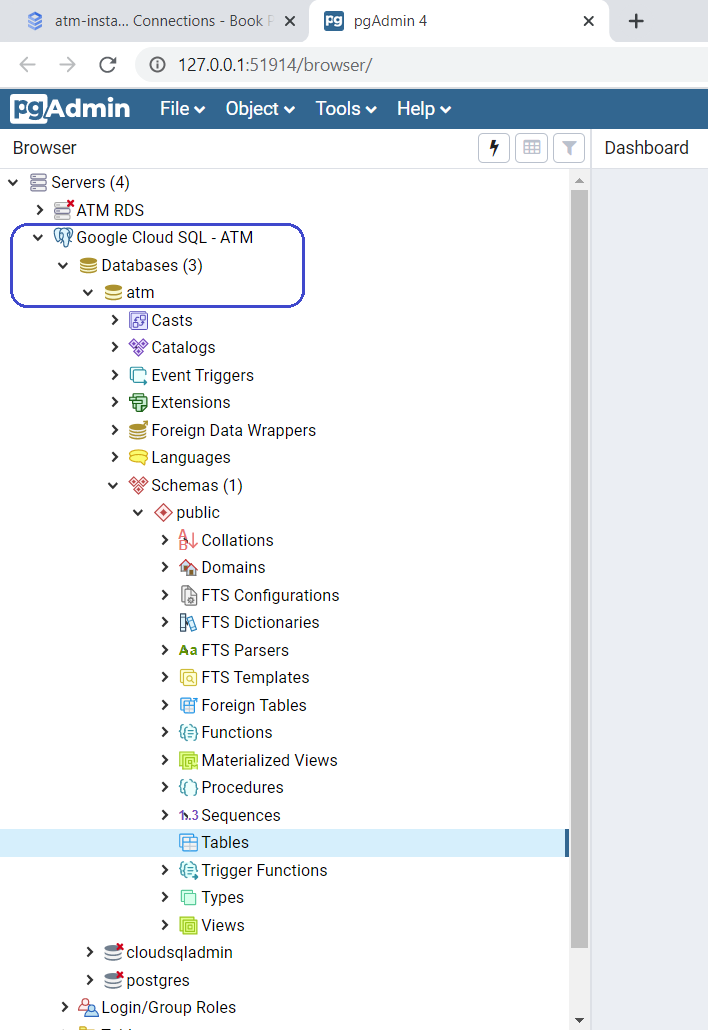 atm-insta... Connections - Book P
pgAdmin 4
127.0.0.1:51914/browser/
pgAdmin File Object Tools Help
Browser
Dashboard
Servers (4)
ATM RDS
Google Cloud SQL - ATM
Databases (3)
atm
Casts
Catalogs
Event Triggers
Extensions
Foreign Data Wrappers
Languages
Schemas (1)
public
Collations
Domains
FTS Configurations
FTS Dictionaries
Aa FTS Parsers
FTS Templates
Foreign Tables
Functions
Materialized Views
Procedures
1..3 Sequences
Tables
Trigger Functions
Types
Views
cloudsqladmin
postgres
Login/Group Roles